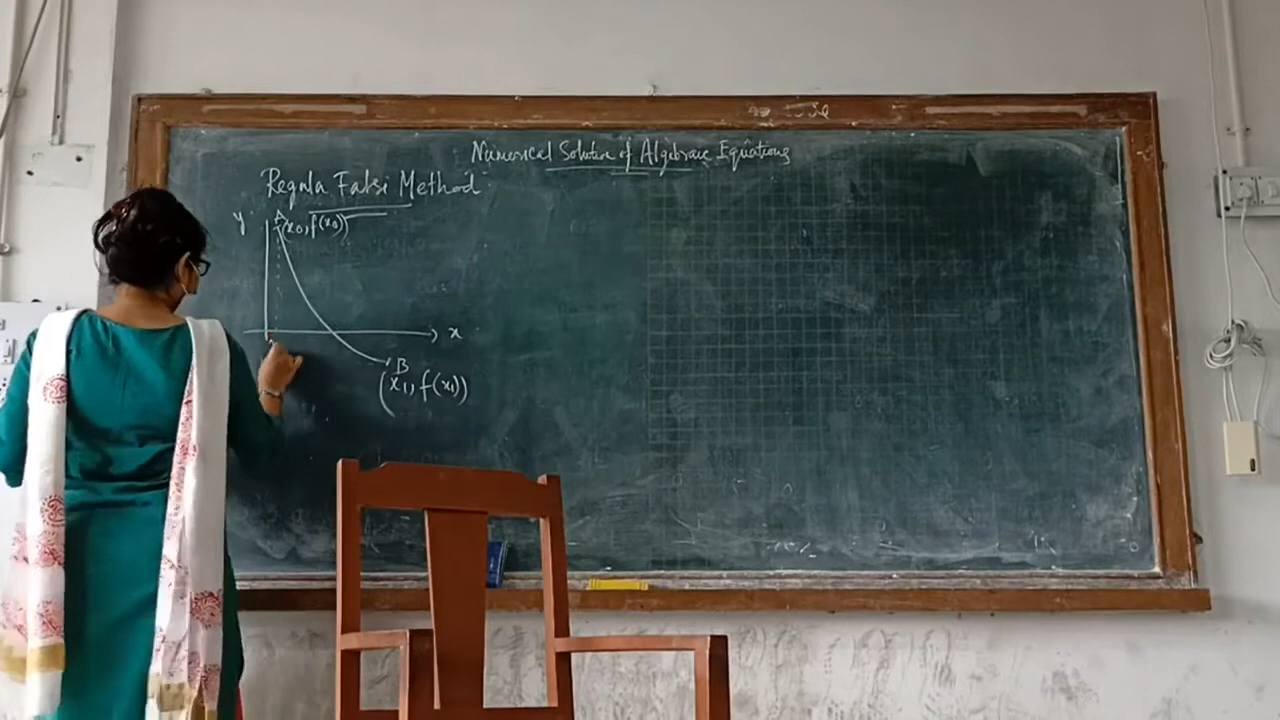 Numerical Solution of Algebraic Equations
Regula Falsi Method
y
A
(x0, f(x0))
x
B
(x1, f(x1))